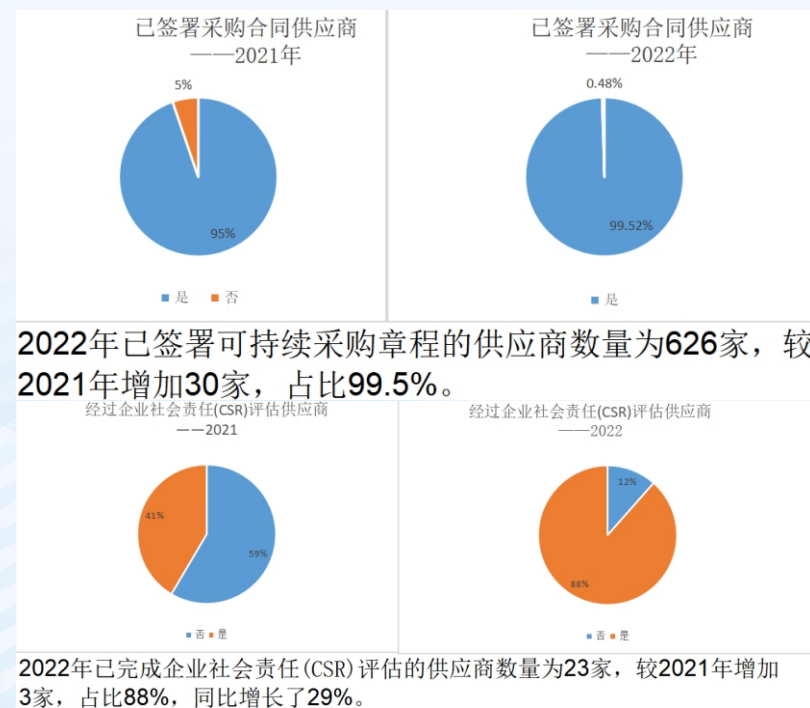 已签署采购合同供应商
——2021年
5%
95%
是 否
已签署采购合同供应商
——2022年
0.48%
99.52%
是
2022年已签署可持续采购章程的供应商数量为626家，较
2021年增加30家，占比99.5%。
经过企业社会责任(CSR)评估供应商
——2021
41%
59%
否 是
经过企业社会责任(CSR)评估供应商
——2022
12%
88%
否 是
2022年已完成企业社会责任(CSR)评估的供应商数量为23家，较2021年增加
3家，占比88%，同比增长了29%。